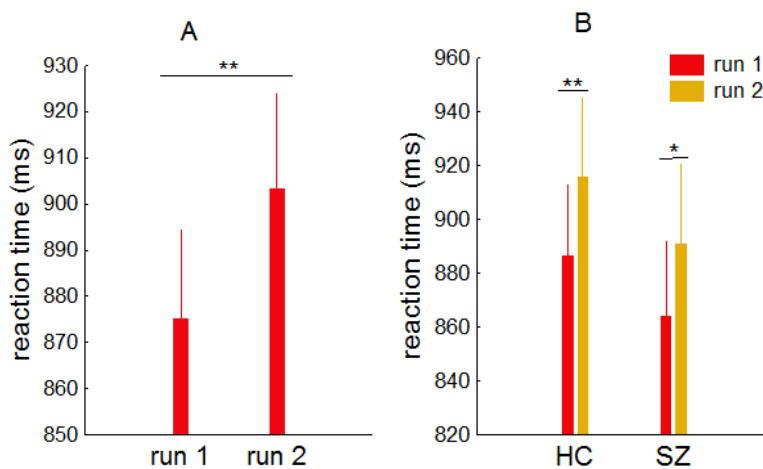 A
**
reaction time (ms)
930
920
910
900
890
880
870
860
850
run 1 run 2
B
run 1
run 2
**
*
reaction time (ms)
960
940
920
900
880
860
840
820
HC SZ